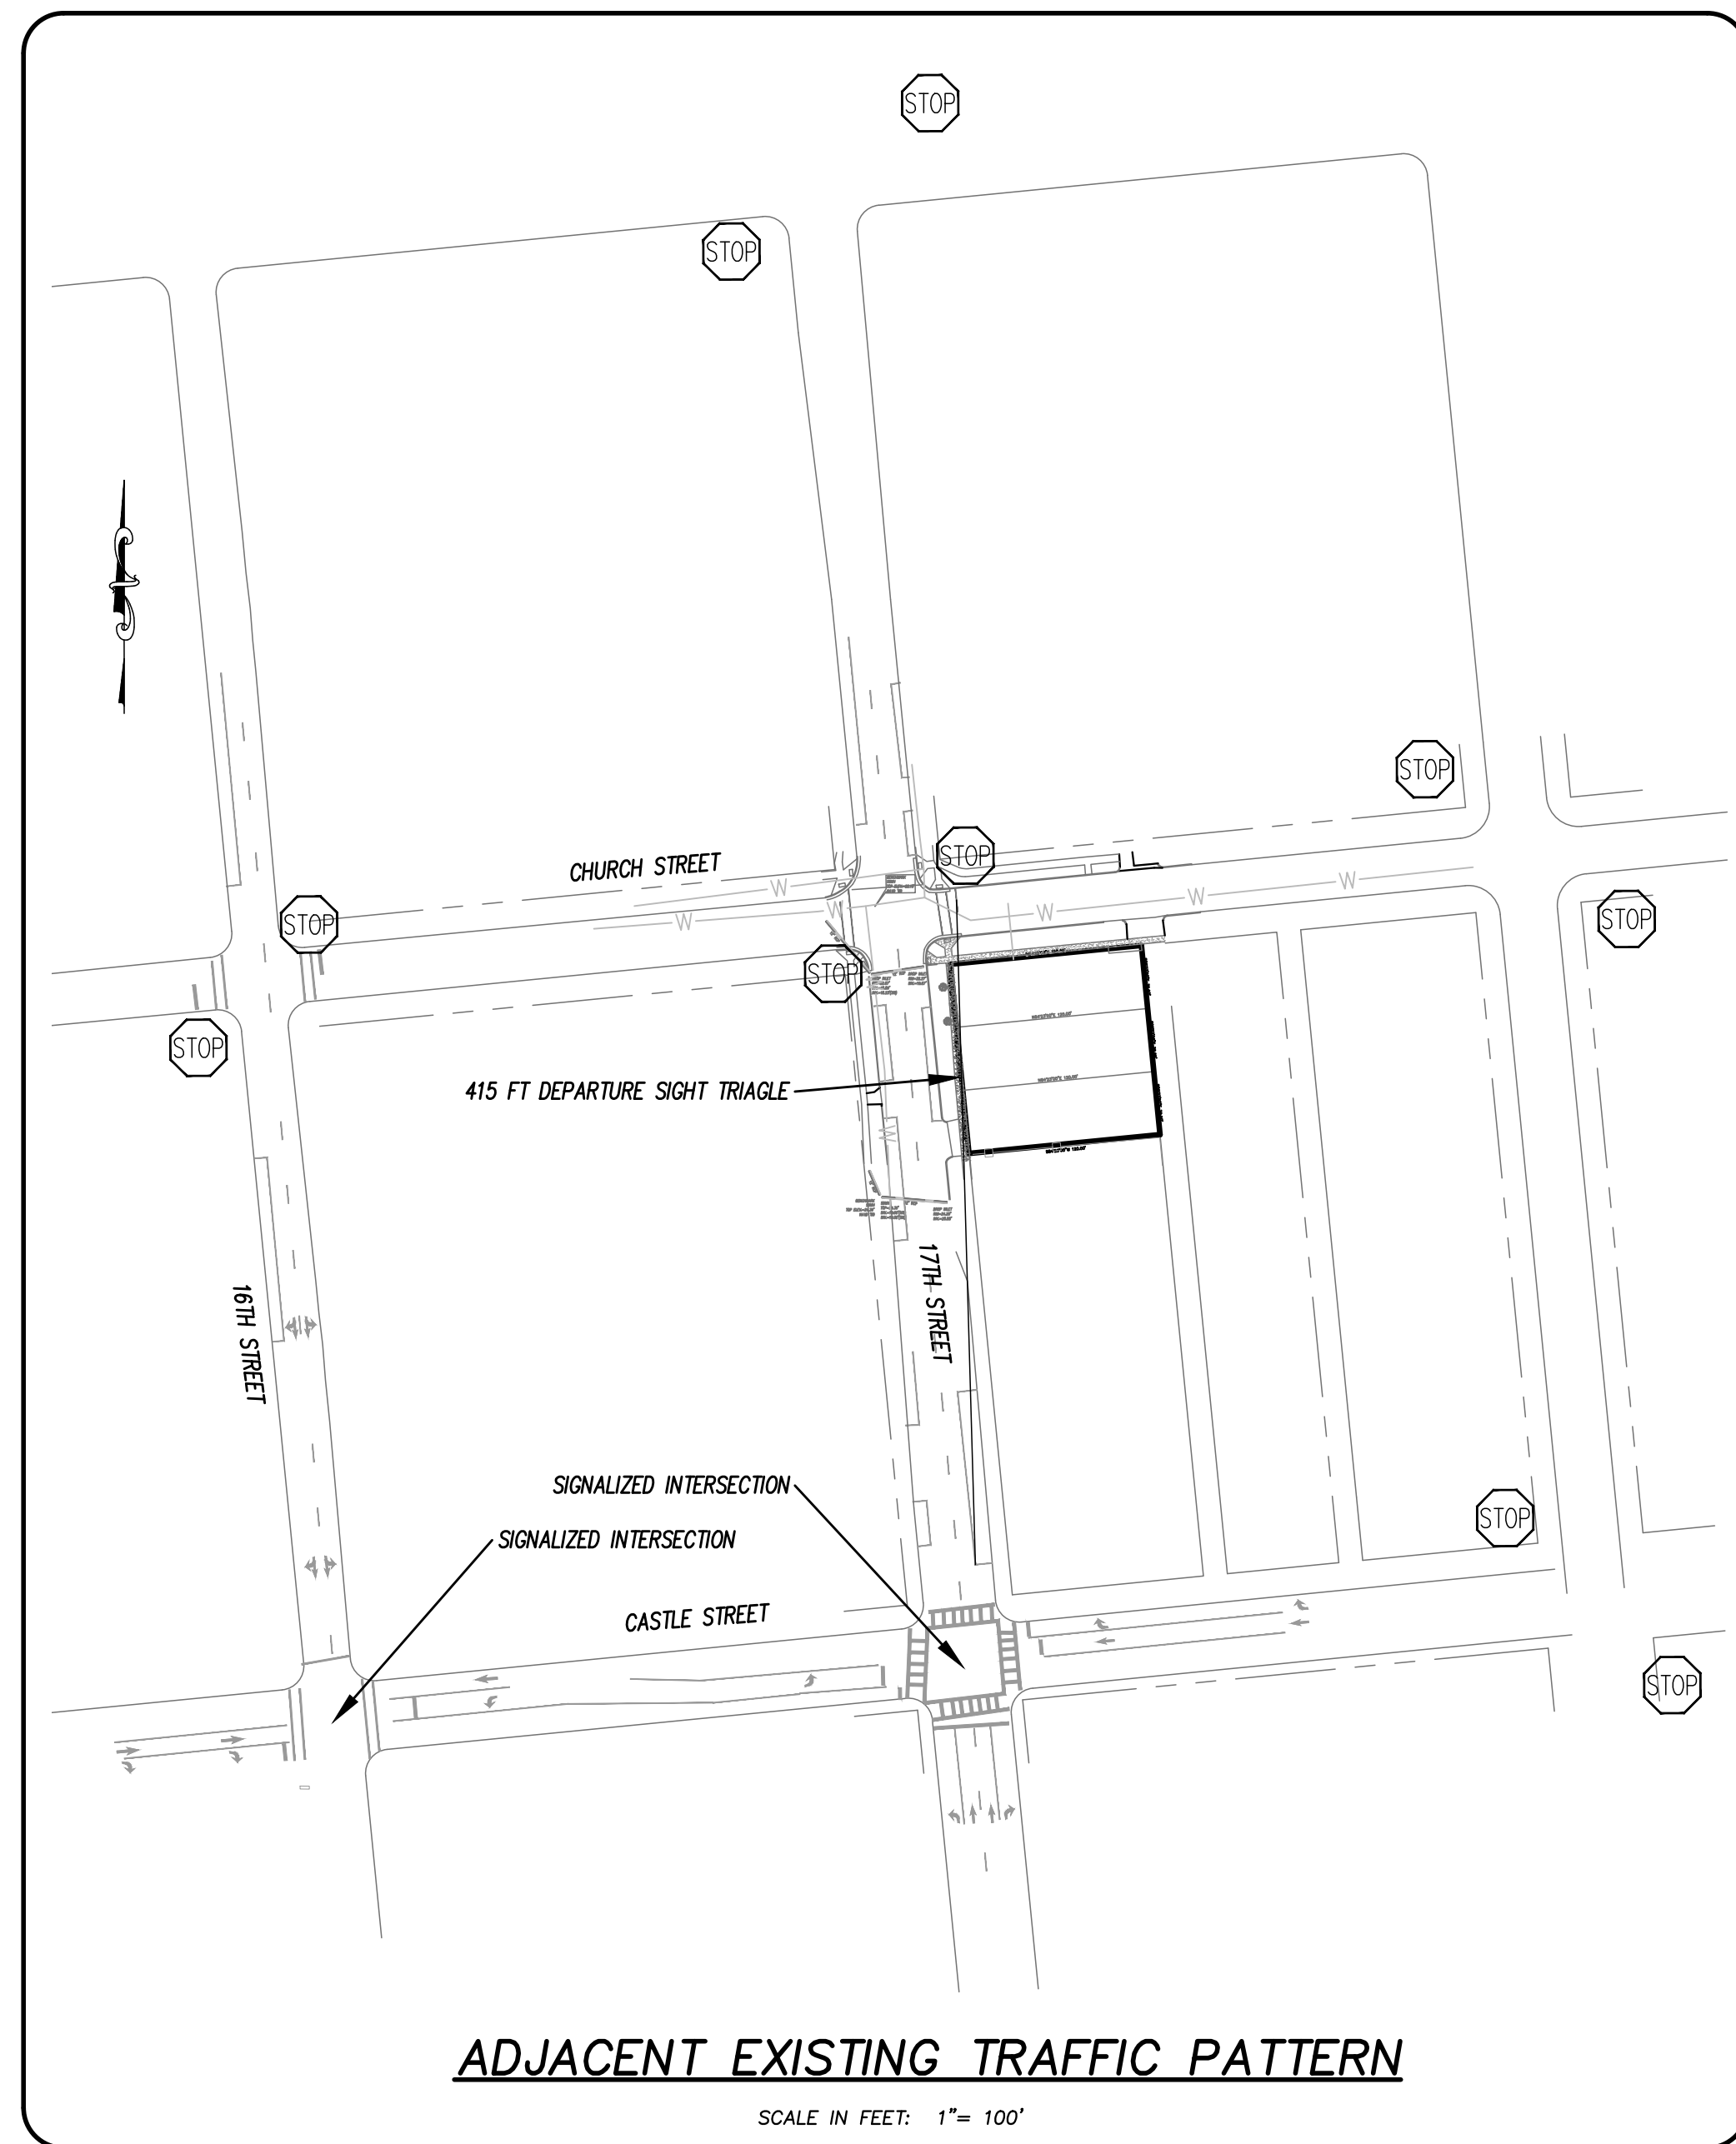 STOP
STOP
STOP
STOP
CHURCH STREET
W
W
W
W
STOP
STOP
W
W
STOP
STOP
415 FT DEPARTURE SIGHT TRIAGLE
W
17TH STREET
16TH STREET
SIGNALIZED INTERSECTION
STOP
SIGNALIZED INTERSECTION
CASTLE STREET
STOP
ADJACENT EXISTING TRAFFIC PATTERN
SCALE IN FEET: 1"= 100'